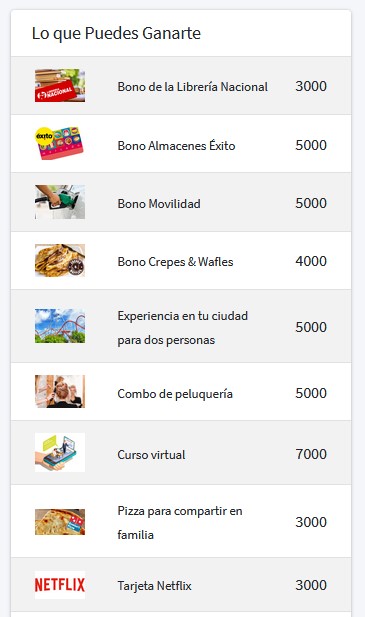 Lo que Puedes Ganarte
NACIONAL
Bono de la Librería Nacional 3000
éxito
Bono Almacenes Éxito 5000
Bono Movilidad 5000
Bono Crepes & Wafles 4000
Experiencia en tu ciudad
para dos personas 5000
Combo de peluquería 5000
Curso virtual 7000
Pizza para compartir en
familia 3000
NETFLIX
Tarjeta Netflix 3000